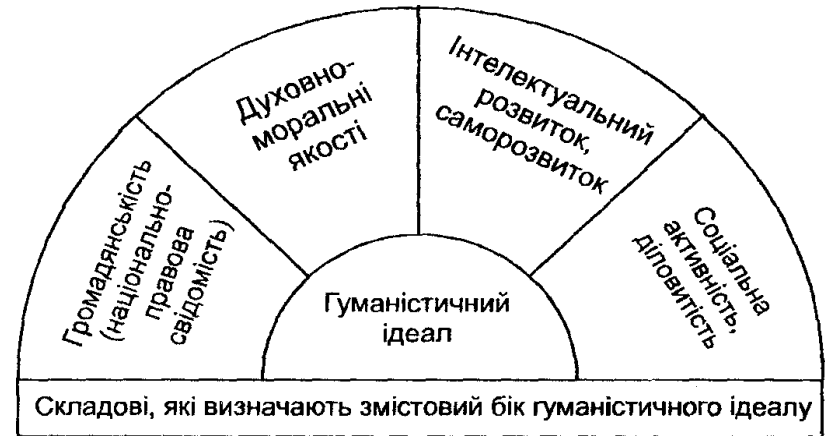 Громадянськість
(національно-
правова
свідомість)
Духовно-
моральні
якості
Інтелектуальний
розвиток,
саморозвиток
Соціальна
активність,
діловитість
Гуманістичний
ідеал
Складові, які визначають змістовий бік гуманістичного ідеалу